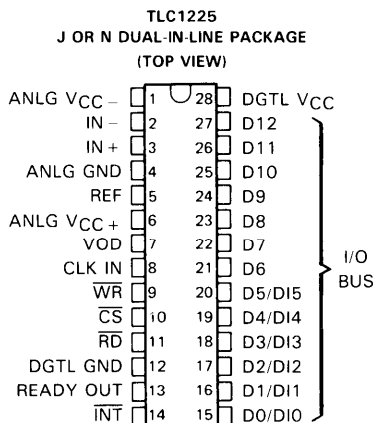 TLC1225
J OR N DUAL-IN-LINE PACKAGE
(TOP VIEW)
ANLG VCC − 1 28 DGTL VCC
IN − 2 27 D12
IN + 3 26 D11
ANLG GND 4 25 D10
REF 5 24 D9
ANLG VCC + 6 23 D8
VOD 7 22 D7
CLK IN 8 21 D6
WR 9 20 D5/DI5
CS 10 19 D4/DI4
RD 11 18 D3/DI3
DGTL GND 12 17 D2/DI2
READY OUT 13 16 D1/DI1
INT 14 15 D0/DI0
I/O
BUS